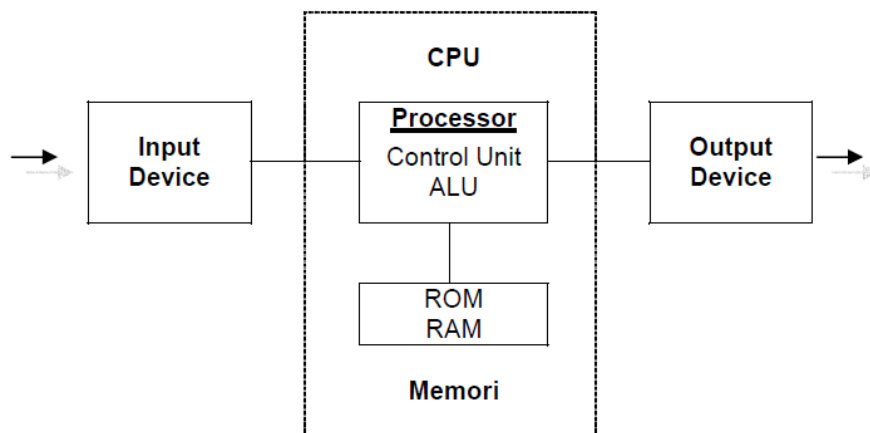 CPU
Input
Device
Processor
Control Unit
ALU
Output
Device
ROM
RAM
Memori